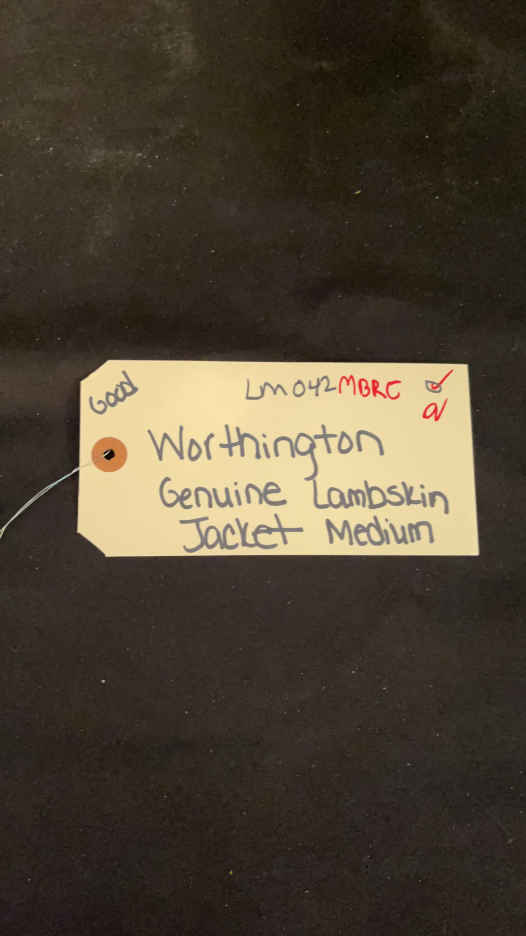 Good
LM042MBRC
Worthington
Genuine Lambskin
Jacket Medium